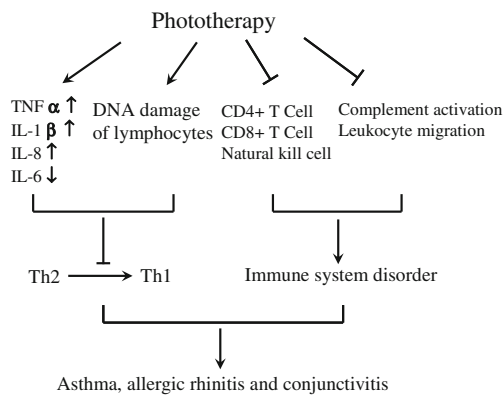 Phototherapy
TNF α ↑
IL-1 β ↑
IL-8 ↑
IL-6 ↓
DNA damage
of lymphocytes
CD4+ T Cell
CD8+ T Cell
Natural kill cell
Complement activation
Leukocyte migration
Th2
Th1
Immune system disorder
Asthma, allergic rhinitis and conjunctivitis